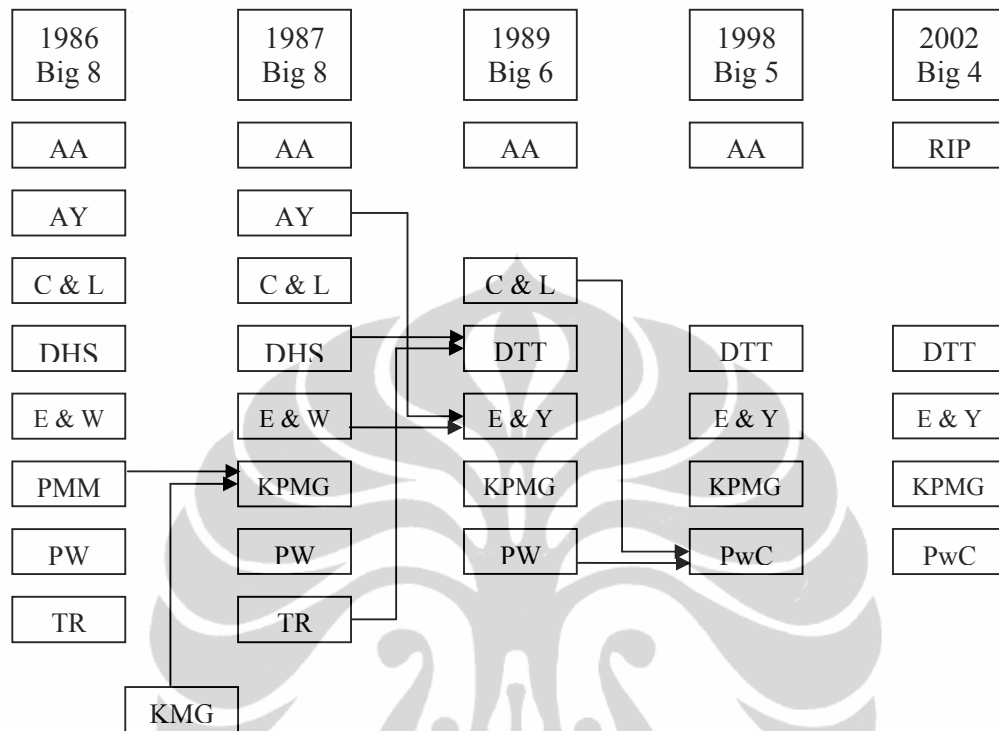 1986 Big 8
1987 Big 8
1989 Big 6
1998 Big 5
2002 Big 4
AA
AA
AA
AA
RIP
AY
AY
C & L
C & L
C & L
DHS
DHS
DTT
DTT
DTT
E & W
E & W
E & Y
E & Y
E & Y
PMM
KPMG
KPMG
KPMG
KPMG
PW
PW
PW
PwC
PwC
TR
TR
KMG